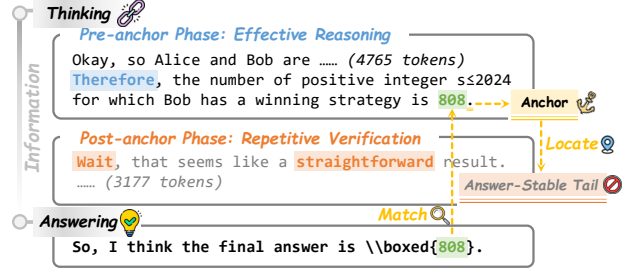 Thinking
Information
Pre-anchor Phase: Effective Reasoning
Okay, so Alice and Bob are …… (4765 tokens)
Therefore, the number of positive integer s≤2024
for which Bob has a winning strategy is 808.
Anchor
Locate
Post-anchor Phase: Repetitive Verification
Wait, that seems like a straightforward result.
…… (3177 tokens)
Answer-Stable Tail
Match
Answering
So, I think the final answer is \\boxed{808}.